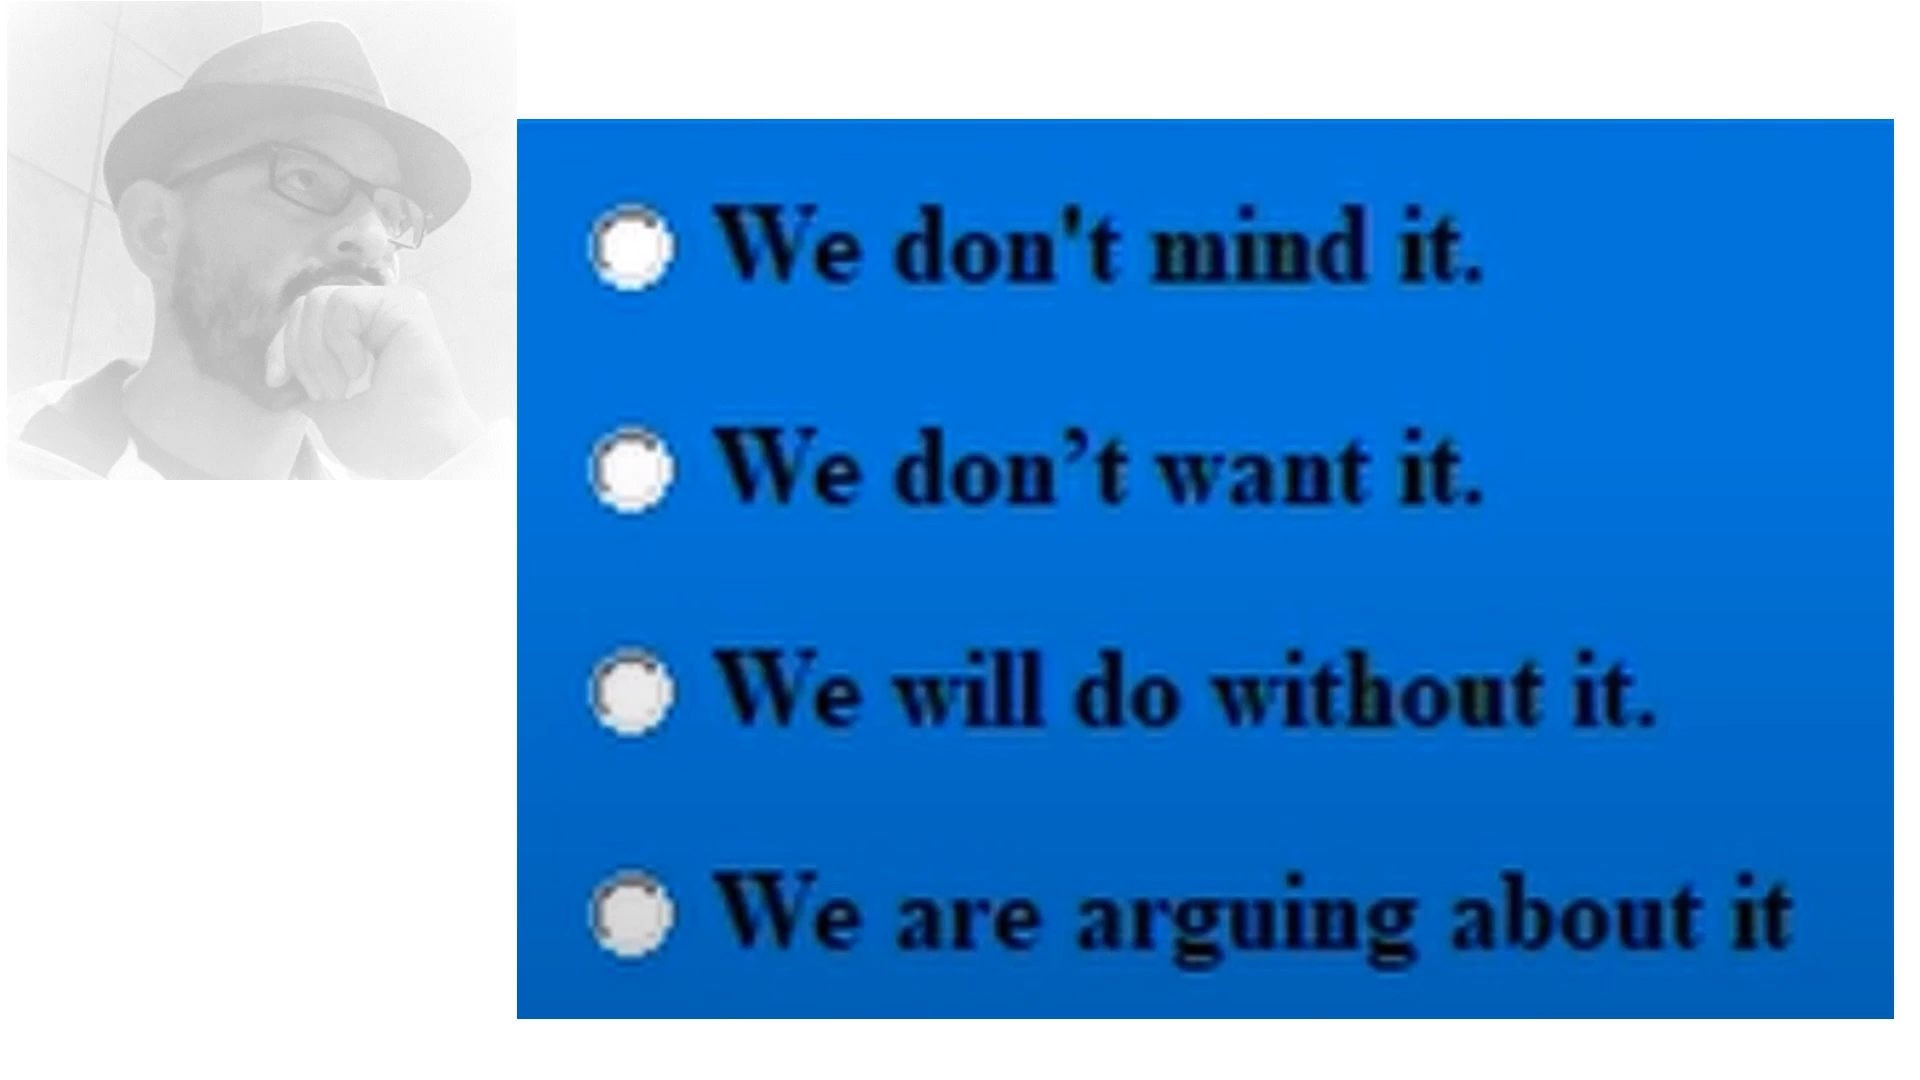 We don't mind it.
We don’t want it.
We will do without it.
We are arguing about it